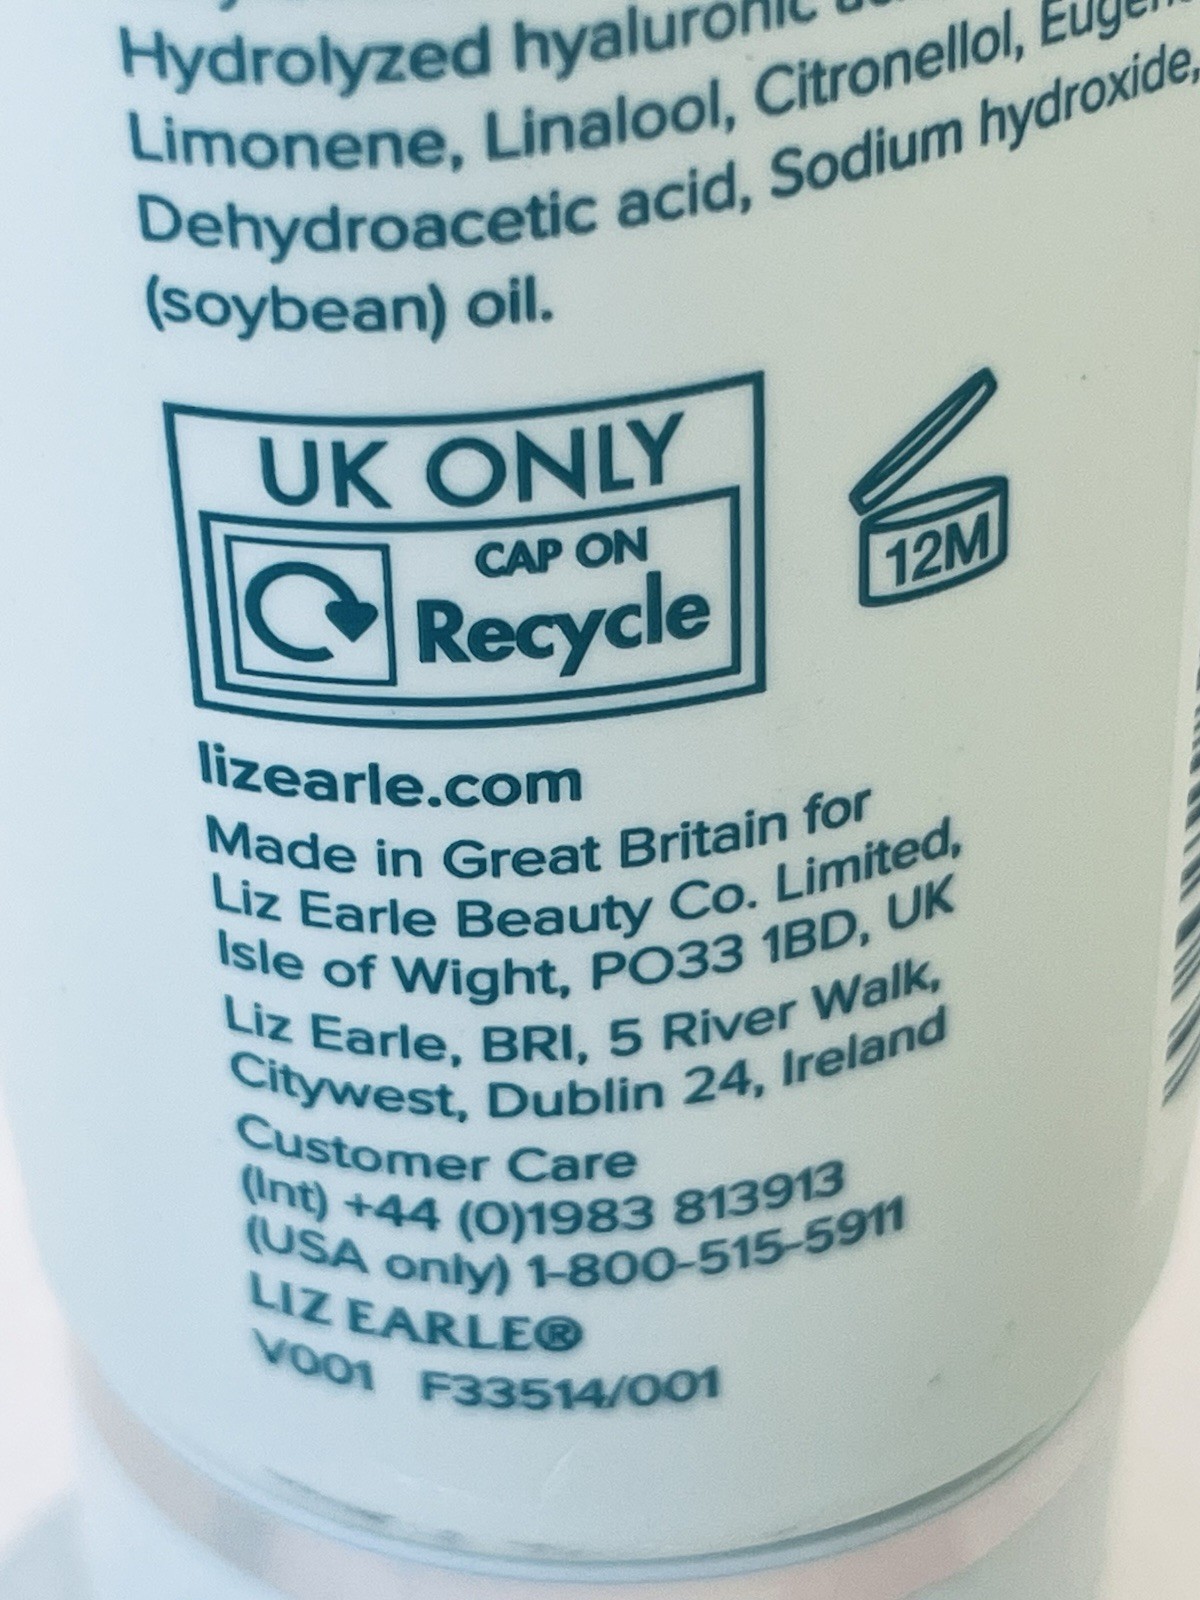 Hydrolyzed hyaluronic
Limonene, Linalool, Citronellol,
Dehydroacetic acid, Sodium hydroxide,
(soybean) oil.
UK ONLY
CAP ON
Recycle
12M
lizearle.com
Made in Great Britain for
Liz Earle Beauty Co. Limited,
Isle of Wight, PO33 1BD, UK
Liz Earle, BRI, 5 River Walk,
Citywest, Dublin 24, Ireland
Customer Care
(Int) +44 (0)1983 813913
(USA only) 1-800-515-5911
LIZ EARLE®
V001 F33514/001